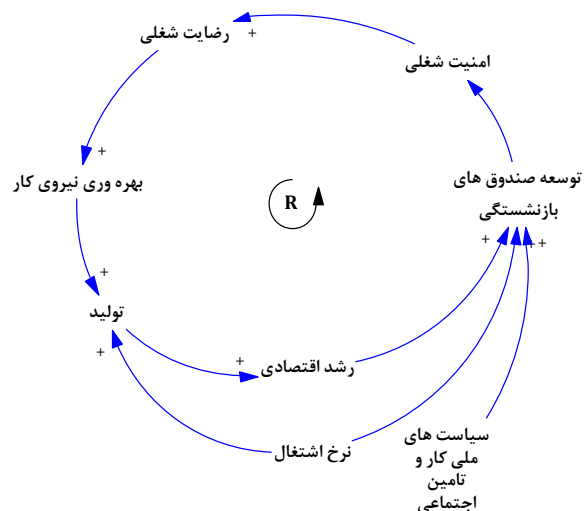 رضایت شغلی
+
امنیت شغلی
+
بهره وری نیروی کار
توسعه صندوق های
بازنشستگی
R
+
+ +
+
تولید
+
+
رشد اقتصادی
نرخ اشتغال
سیاست های
ملی کار و
تامین
اجتماعی